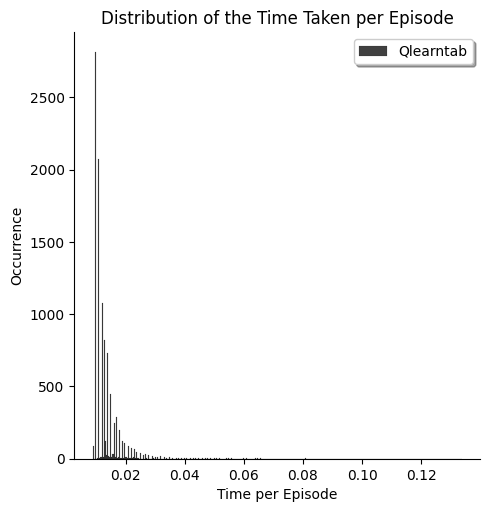 Distribution of the Time Taken per Episode
Qlearntab
Occurrence
2500
2000
1500
1000
500
0
0.02 0.04 0.06 0.08 0.10 0.12
Time per Episode